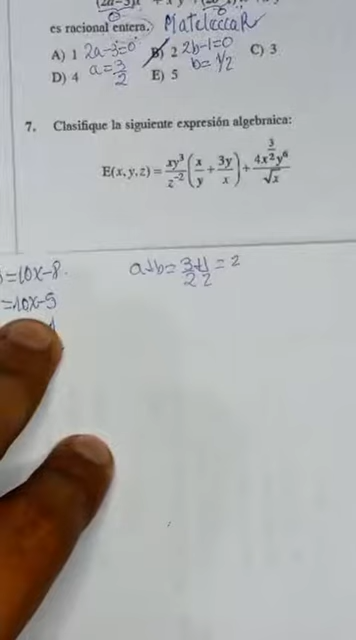 es racional entera. MateleccaR
A) 1 2a-3=0 B) 2 2b-1=0 C) 3
a=3/2 b=1/2
D) 4 E) 5
7. Clasifique la siguiente expresión algebraica:
E(x, y, z) = xy³/z⁻² (x/y + 3y/x) + 4x^(3/2)y⁶/√x
=10x-8. a+b=3/2+1/2=2
=10x-5